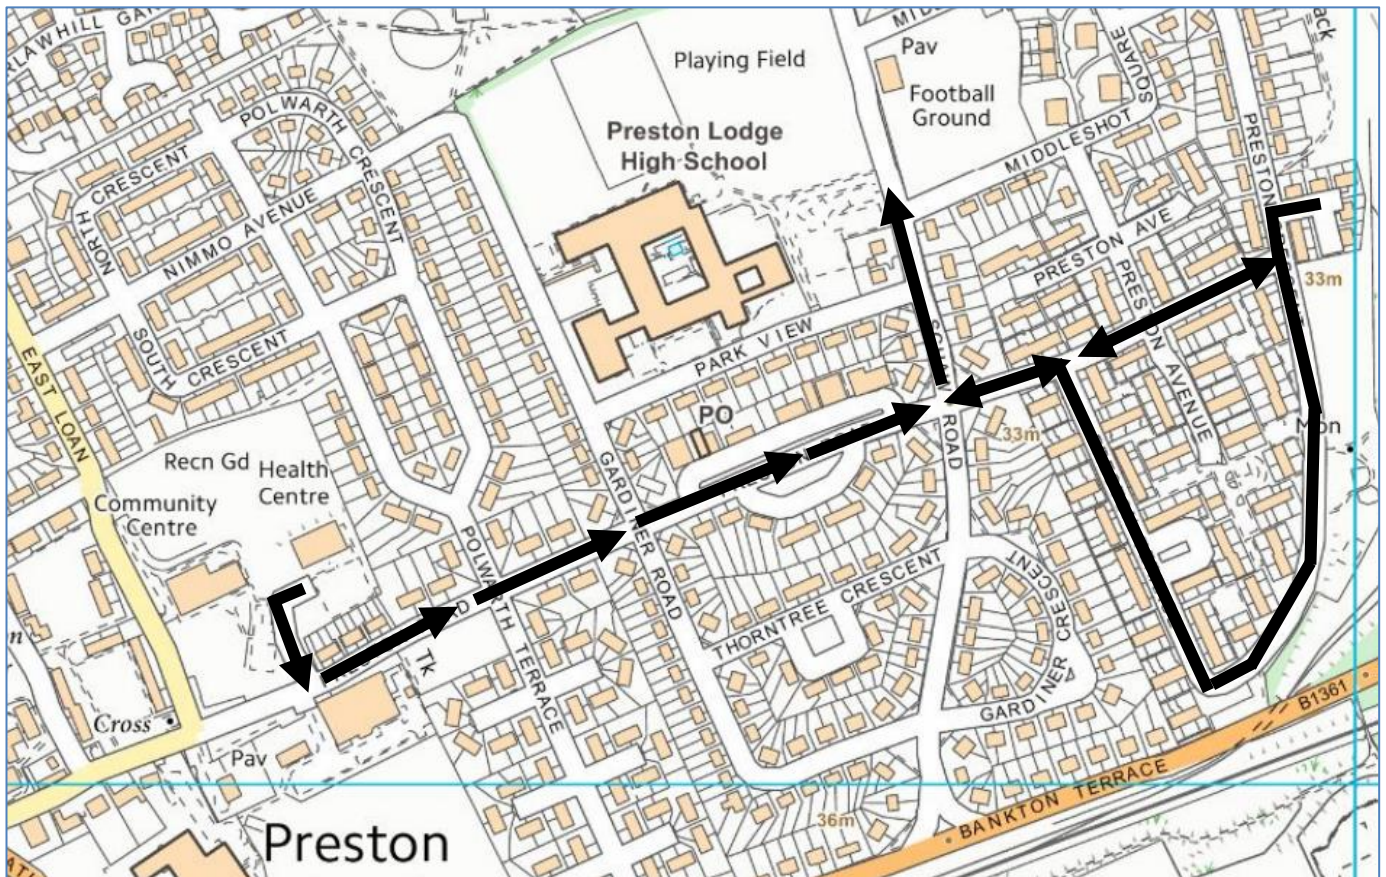 MIDD
Pav
Playing Field
Football
Ground
Preston Lodge
High School
SQUARE
MIDDLESHOT
PRESTON
POLWARTH
CRESCENT
CRESCENT
NORTH
NIMMO AVENUE
PRESTON AVE
PRESTON AVENUE
33m
SOUTH
CRESCENT
EAST LOAN
PARK VIEW
ROAD
PO
33m
Mon
Recn Gd
Health
Centre
Community
Centre
GARDINER ROAD
POLWARTH TERRACE
THORNTREE CRESCENT
GARDINER
CRESCENT
Tk
Cross
Pav
B1361
BANKTON TERRACE
36m
Preston